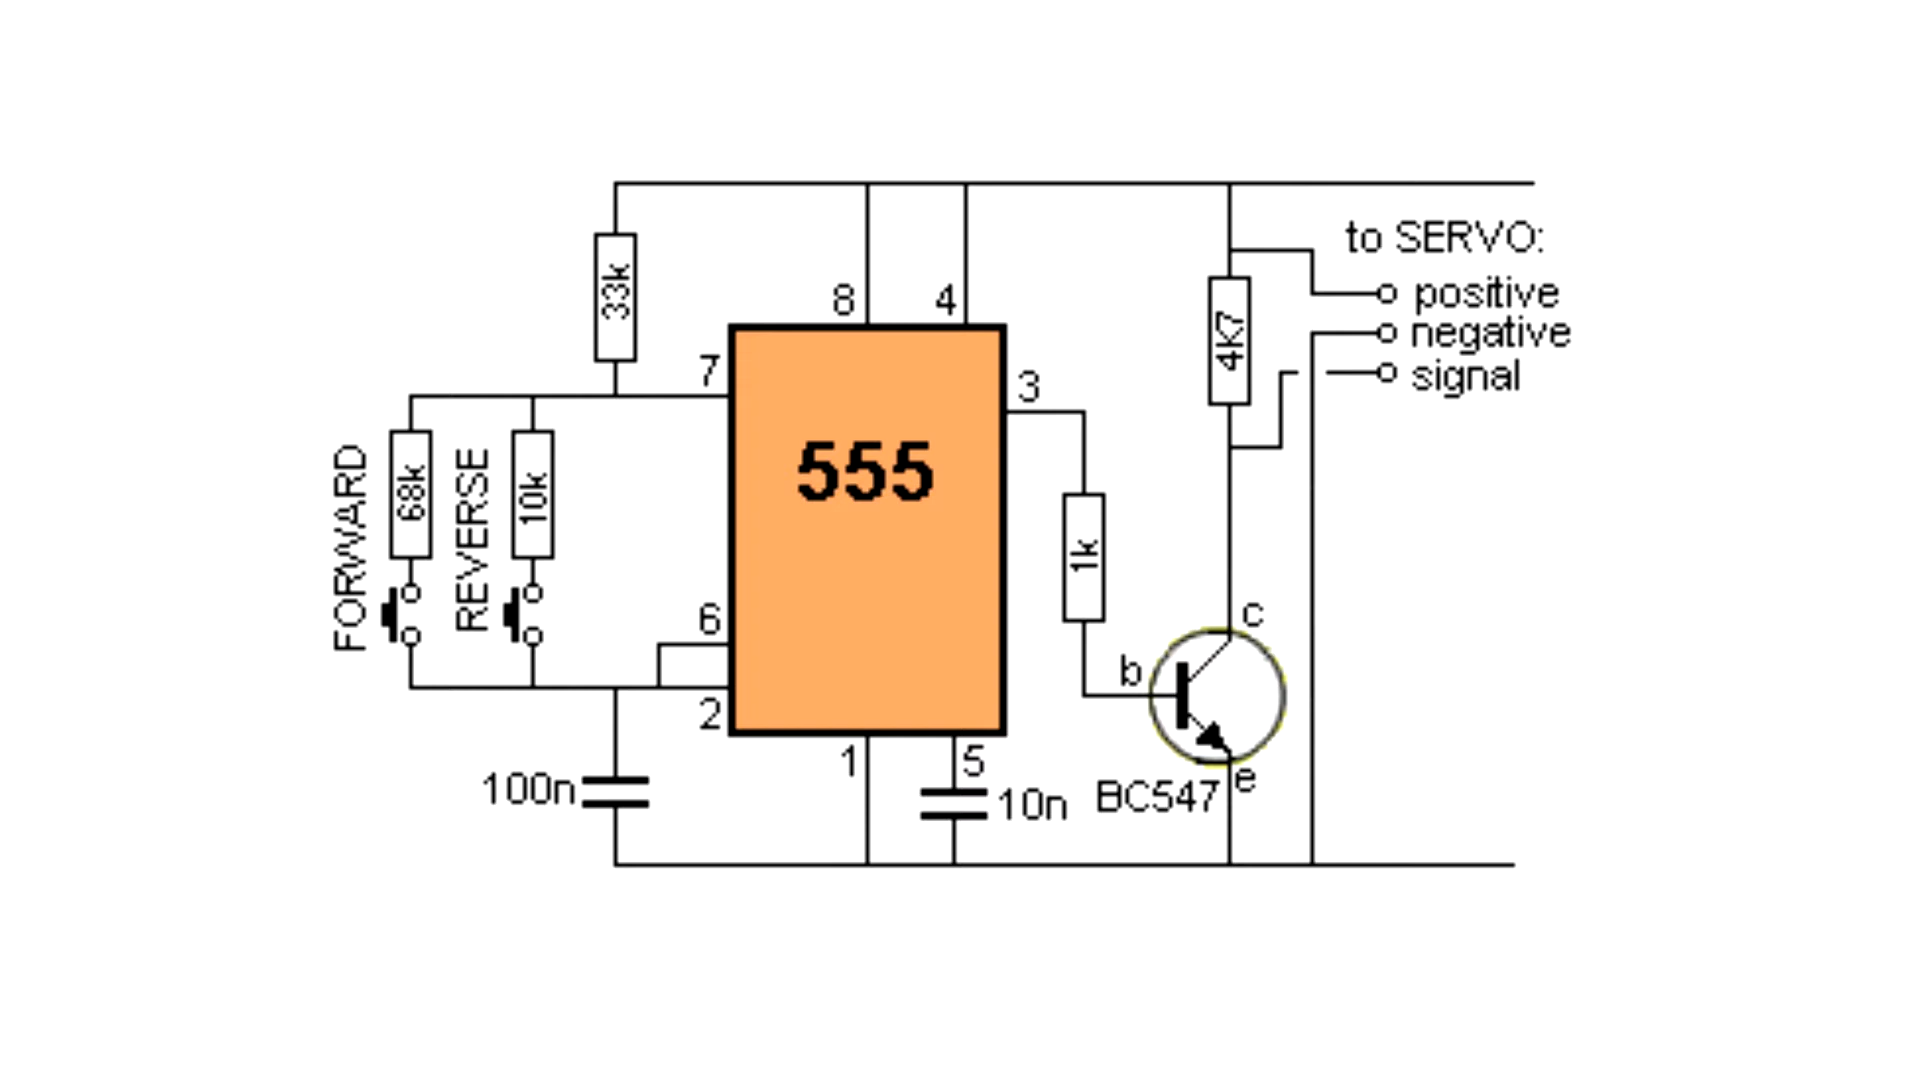 to SERVO:
positive
negative
signal
33k
8
4
4K7
7
3
555
FORWARD
68k
REVERSE
10k
1k
6
2
c
b
e
1
5
100n
10n
BC547